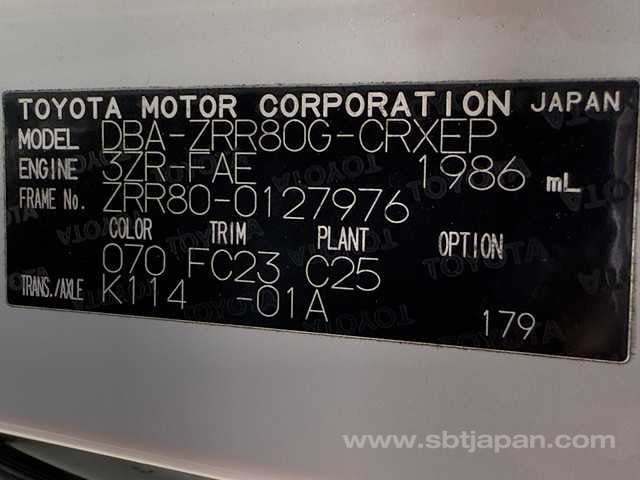 TOYOTA MOTOR CORPORATION JAPAN
MODEL DBA-ZRR80G-CRXEP
ENGINE 3ZR-FAE 1986 mL
FRAME No. ZRR80-0127976
COLOR TRIM PLANT OPTION
070 FC23 C25
TRANS./AXLE K114 -01A
179
www.sbtjapan.com